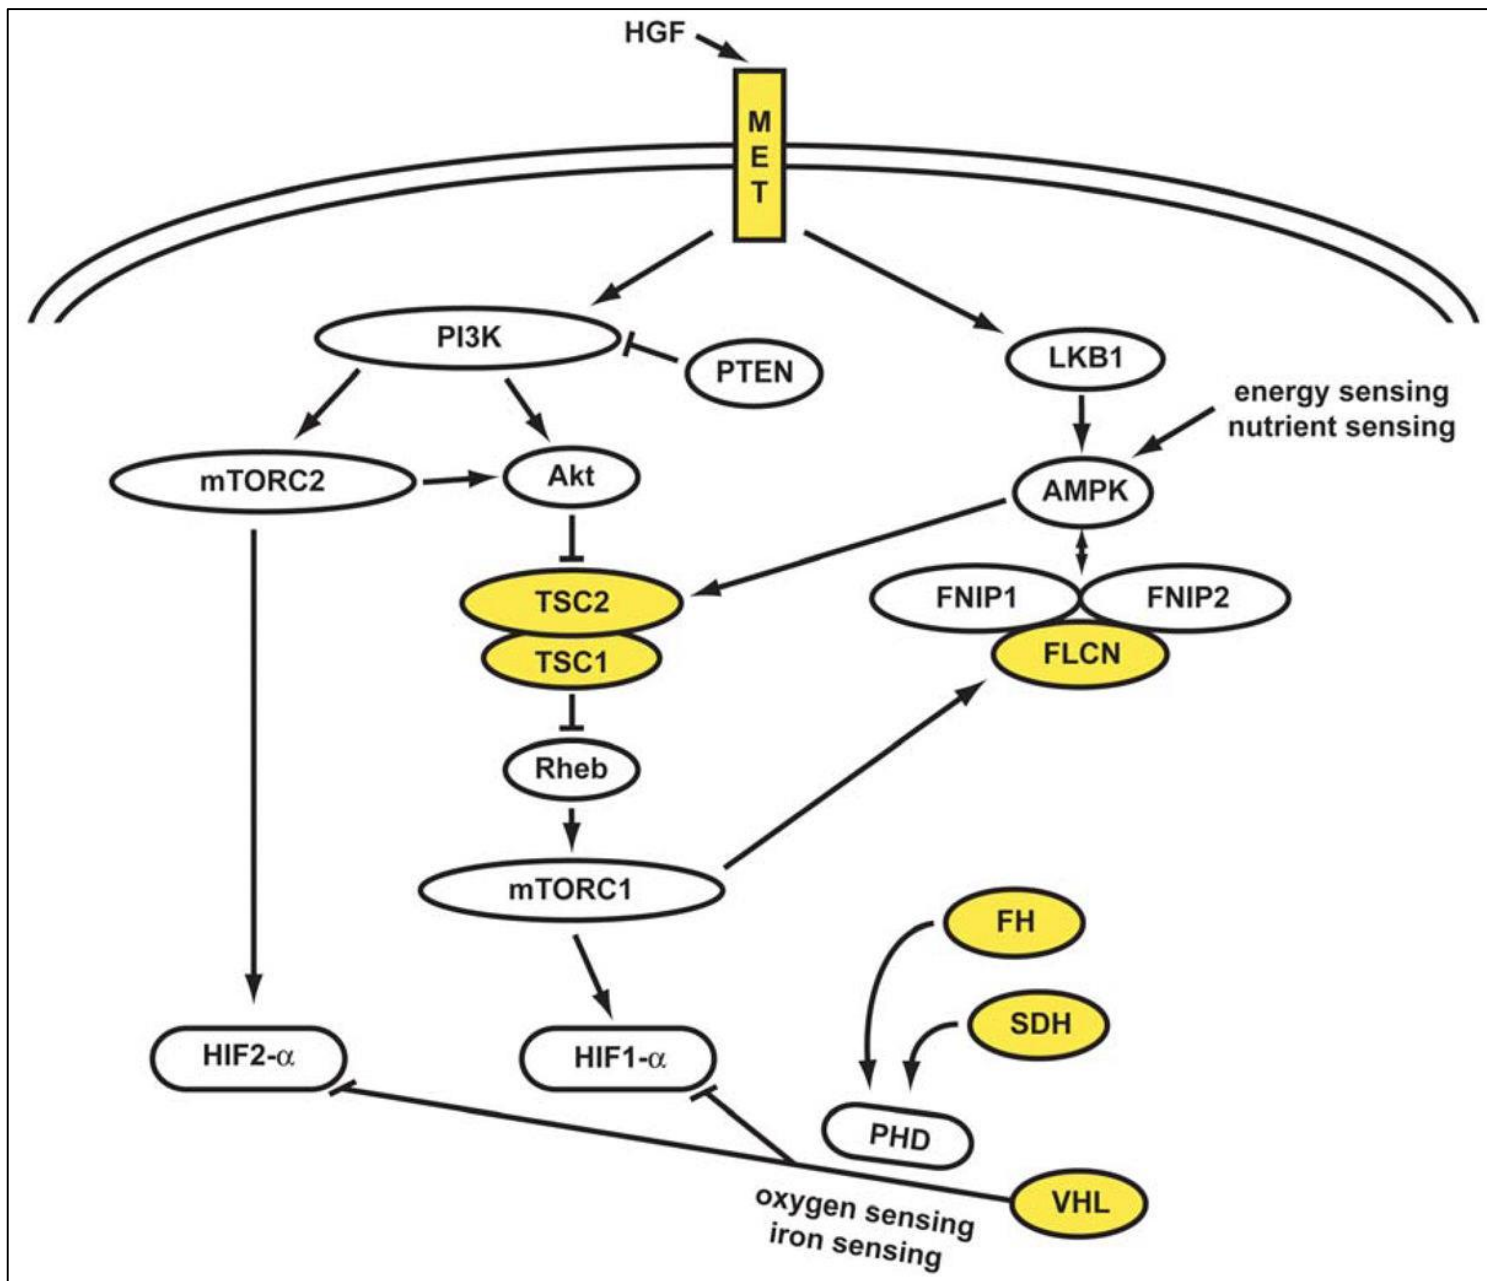 HGF
M
E
T
PI3K
PTEN
LKB1
energy sensing
nutrient sensing
mTORC2
Akt
AMPK
TSC2
FNIP1
FNIP2
TSC1
FLCN
Rheb
mTORC1
FH
SDH
HIF2-α
HIF1-α
PHD
VHL
oxygen sensing
iron sensing